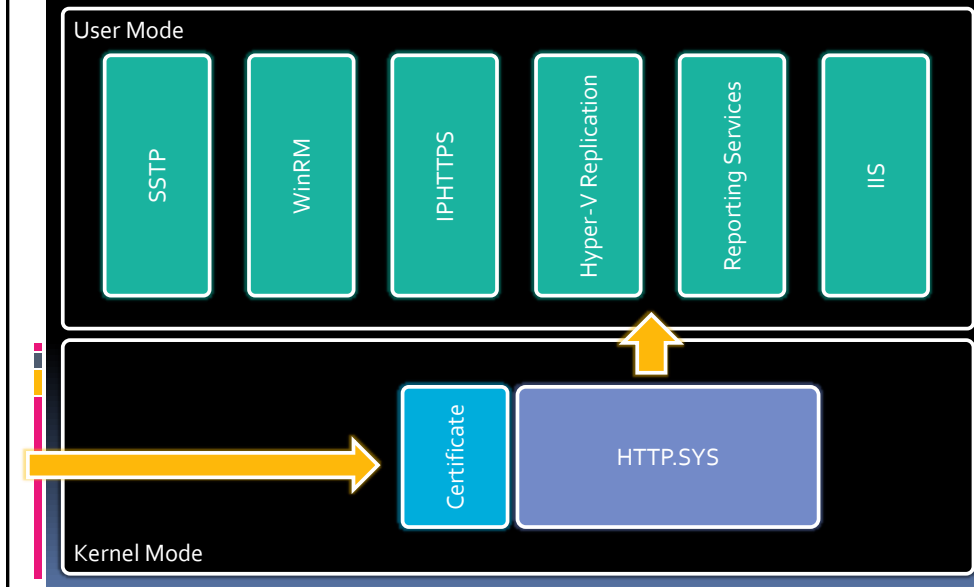 User Mode
SSTP
WinRM
IPHTTPS
Hyper-V Replication
Reporting Services
IIS
Certificate
HTTP.SYS
Kernel Mode